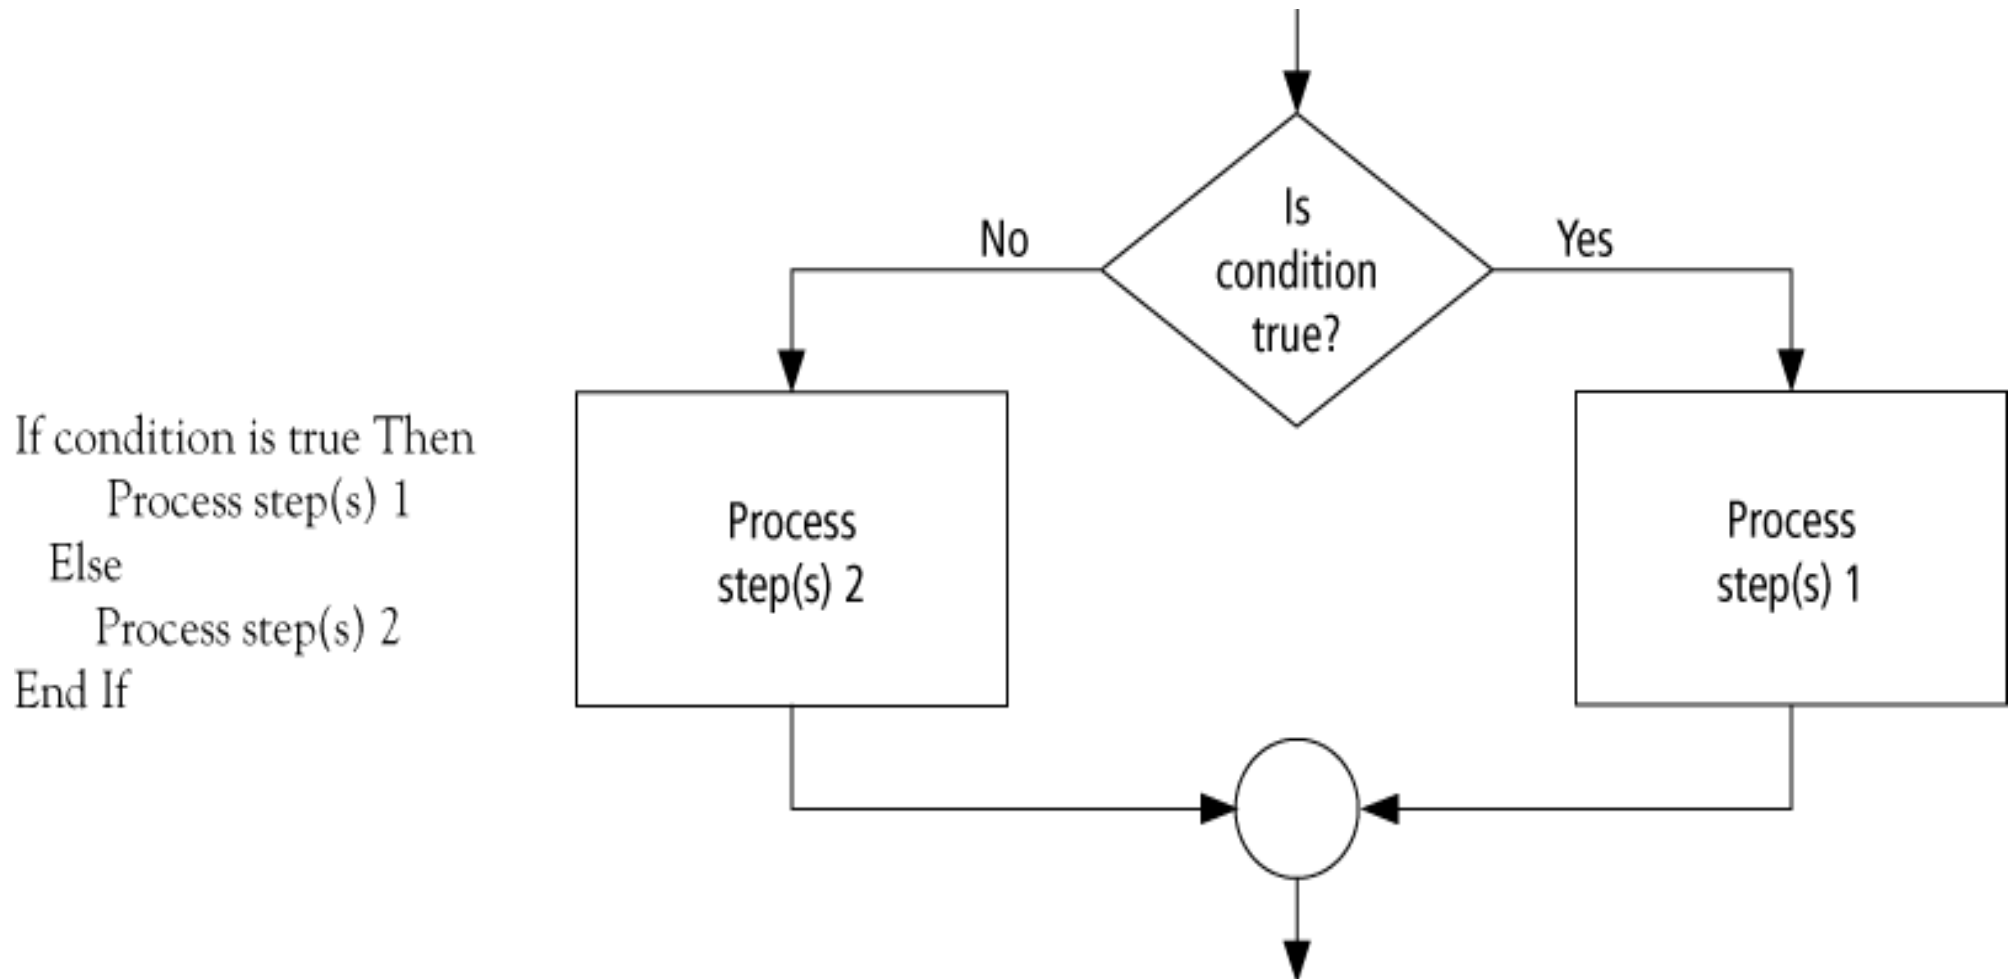 If condition is true Then
Process step(s) 1
Else
Process step(s) 2
End If
Is
condition
true?
No
Yes
Process
step(s) 2
Process
step(s) 1